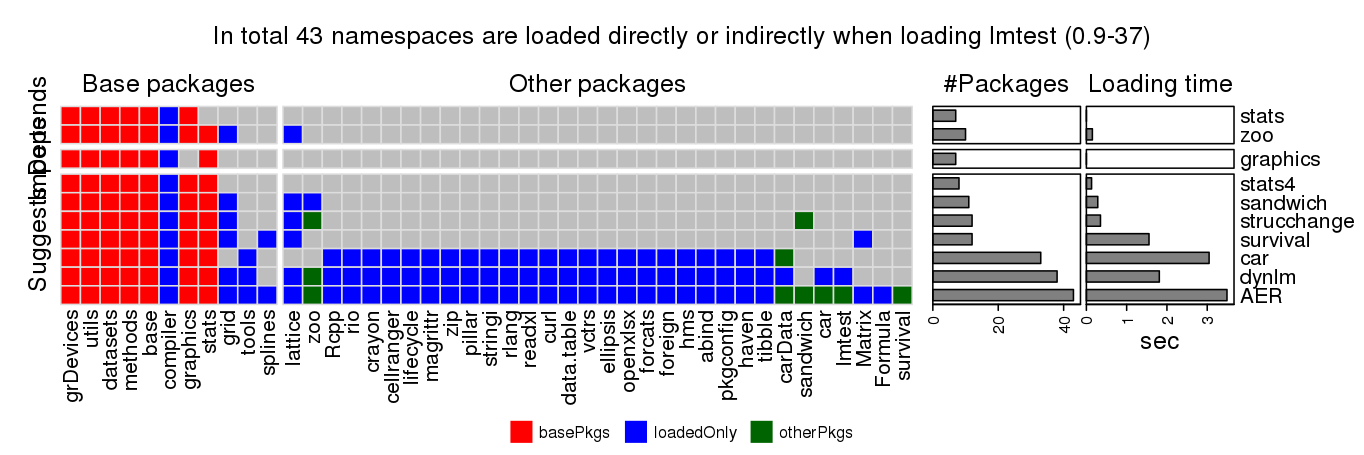 In total 43 namespaces are loaded directly or indirectly when loading lmtest (0.9-37)
Base packages
Other packages
#Packages
Loading time
Depends
Imports
Suggests
stats
zoo
graphics
stats4
sandwich
strucchange
survival
car
dynlm
AER
grDevices
utils
datasets
methods
base
compiler
graphics
stats
grid
tools
splines
lattice
zoo
Rcpp
rio
crayon
cellranger
lifecycle
magrittr
zip
pillar
stringi
rlang
readxl
curl
data.table
vctrs
ellipsis
openxlsx
forcats
foreign
hms
abind
pkgconfig
haven
tibble
carData
sandwich
car
lmtest
Matrix
Formula
survival
0 20 40
0 1 2 3
sec
basePkgs loadedOnly otherPkgs